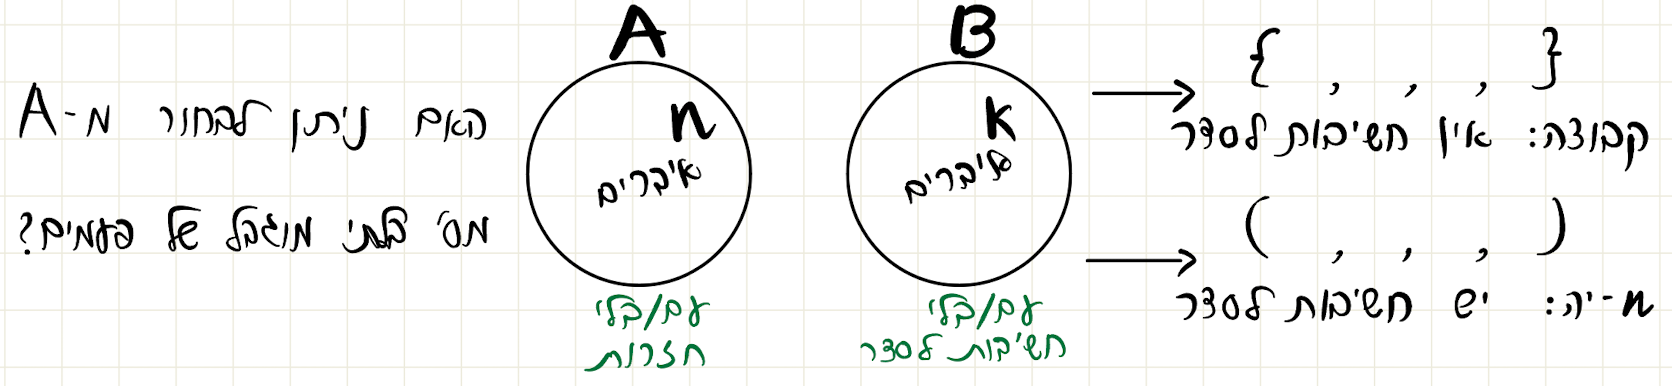 A B
האם ניתן לבחור מ-A
מס' בלתי מוגבל של פעמים?
n
איברים
עם/בלי
חזרות
k
איברים
עם/בלי
חשיבות לסדר
{ , , , }
קבוצה: אין חשיבות לסדר
( , , , )
n-יה: יש חשיבות לסדר